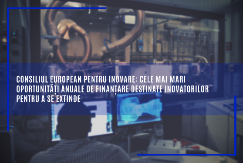 CONSILIUL EUROPEAN PENTRU INOVARE: CELE MAI MARI
OPORTUNITĂȚI ANUALE DE FINANȚARE DESTINATE INOVATORILOR
PENTRU A SE EXTINDE